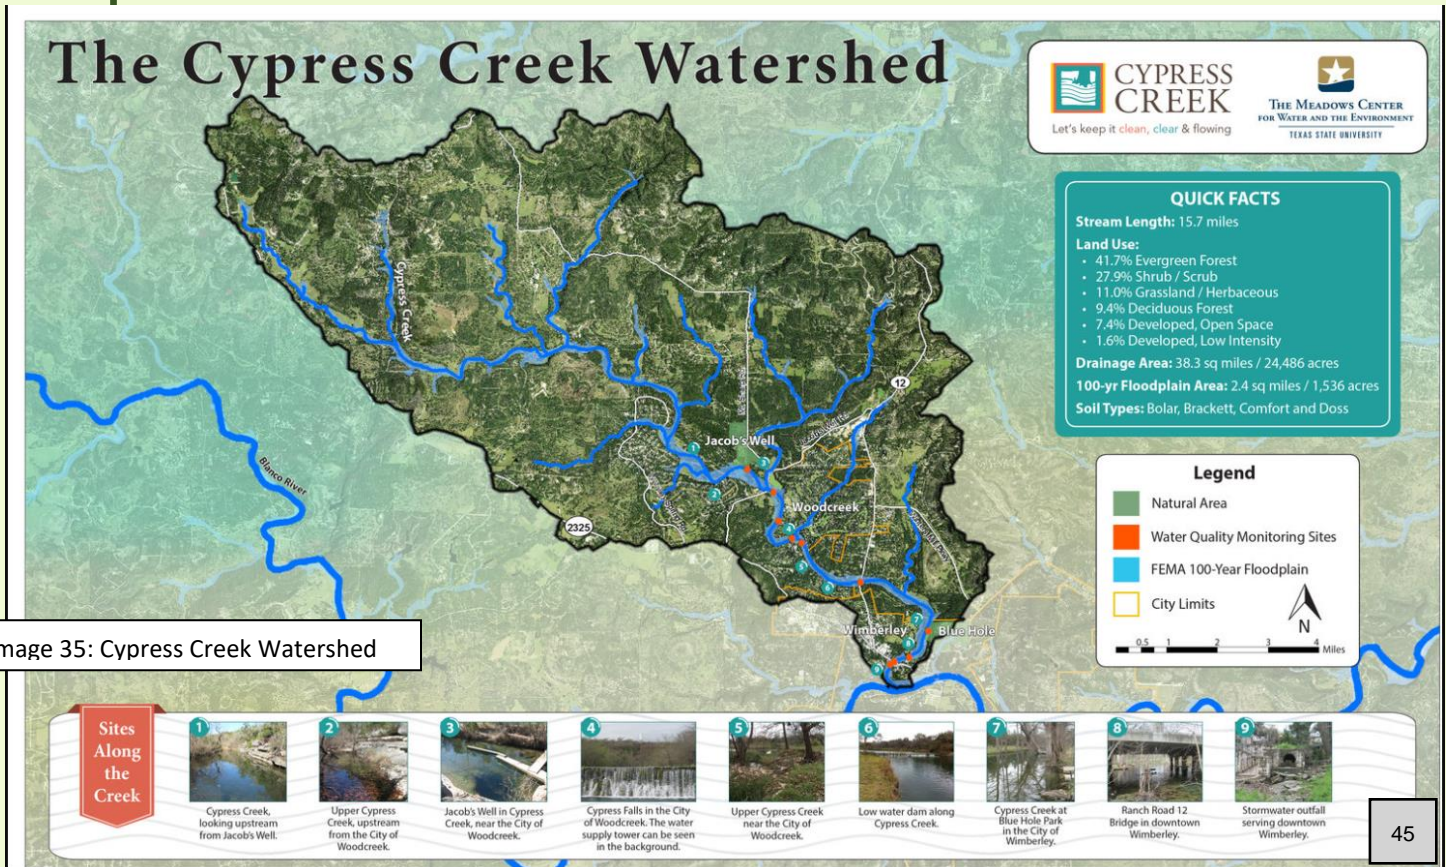 The Cypress Creek Watershed
CYPRESS
CREEK
Let's keep it clean, clear & flowing
THE MEADOWS CENTER
FOR WATER AND THE ENVIRONMENT
TEXAS STATE UNIVERSITY
QUICK FACTS
Stream Length: 15.7 miles
Land Use:
• 41.7% Evergreen Forest
• 27.9% Shrub / Scrub
• 11.0% Grassland / Herbaceous
• 9.4% Deciduous Forest
• 7.4% Developed, Open Space
• 1.6% Developed, Low Intensity
Drainage Area: 38.3 sq miles / 24,486 acres
100-yr Floodplain Area: 2.4 sq miles / 1,536 acres
Soil Types: Bolar, Brackett, Comfort and Doss
Cypress Creek
12
Jacob's Well
1
3
2
Blanco River
2325
Woodcreek
4
5
6
7
Wimberley
Blue Hole
8
9
Legend
Natural Area
Water Quality Monitoring Sites
FEMA 100-Year Floodplain
City Limits
N
0.5 1 2 3 4
Miles
mage 35: Cypress Creek Watershed
Sites
Along
the
Creek
1
Cypress Creek,
looking upstream
from Jacob's Well.
2
Upper Cypress
Creek, upstream
from the City of
Woodcreek.
3
Jacob's Well in Cypress
Creek, near the City of
Woodcreek.
4
Cypress Falls in the City
of Woodcreek. The water
supply tower can be seen
in the background.
5
Upper Cypress Creek
near the City of
Woodcreek.
6
Low water dam along
Cypress Creek.
7
Cypress Creek at
Blue Hole Park
in the City of
Wimberley.
8
Ranch Road 12
Bridge in downtown
Wimberley.
9
Stormwater outfall
serving downtown
Wimberley.
45